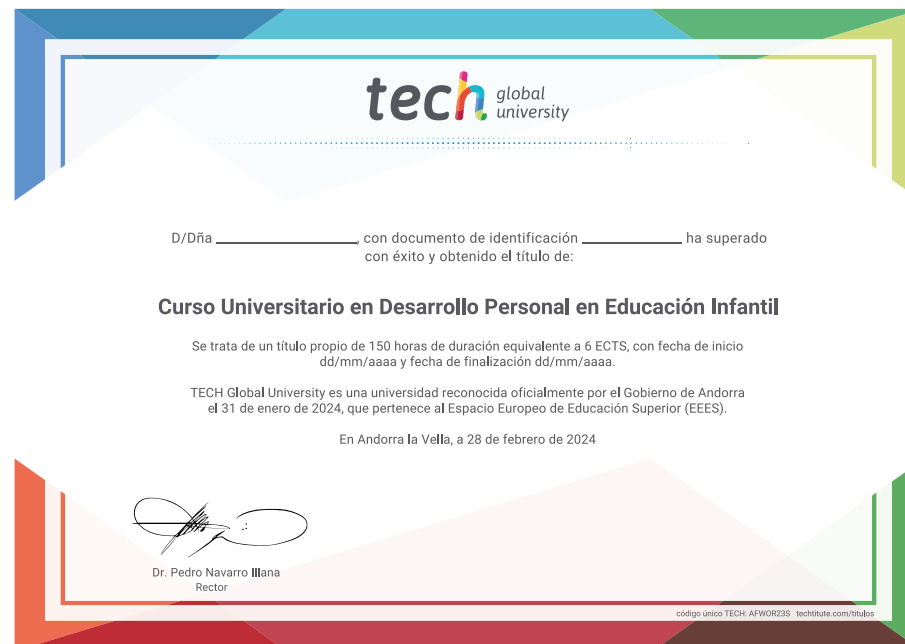 tech global university
D/Dña , con documento de identificación ha superado
con éxito y obtenido el título de:
Curso Universitario en Desarrollo Personal en Educación Infantil
Se trata de un título propio de 150 horas de duración equivalente a 6 ECTS, con fecha de inicio
dd/mm/aaaa y fecha de finalización dd/mm/aaaa.
TECH Global University es una universidad reconocida oficialmente por el Gobierno de Andorra
el 31 de enero de 2024, que pertenece al Espacio Europeo de Educación Superior (EEES).
En Andorra la Vella, a 28 de febrero de 2024
Dr. Pedro Navarro Illana
Rector
código único TECH: AFWOR23S techtitute.com/titulos